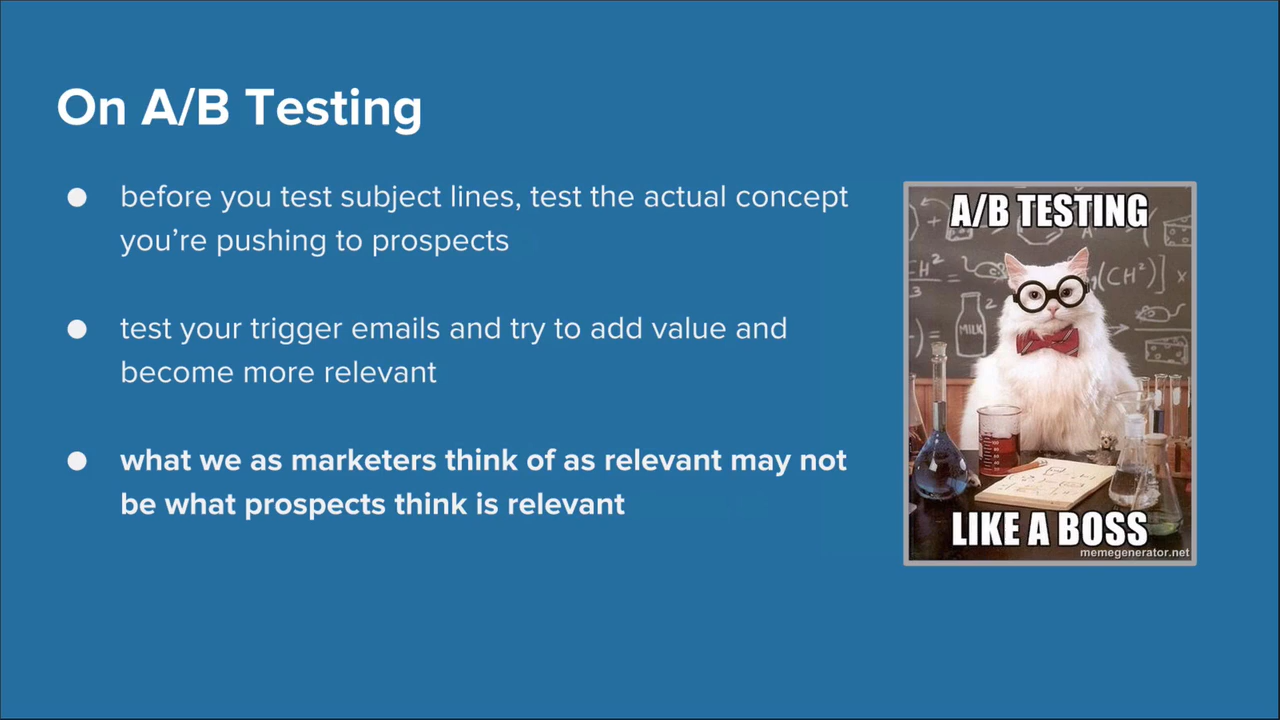 On A/B Testing
● before you test subject lines, test the actual concept
you’re pushing to prospects
● test your trigger emails and try to add value and
become more relevant
● what we as marketers think of as relevant may not
be what prospects think is relevant
A/B TESTING
MILK
LIKE A BOSS
memegenerator.net